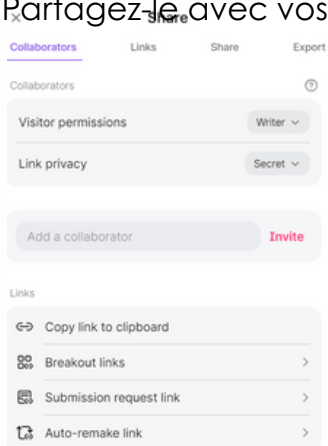 Partagez-le avec vos
Share
Collaborators Links Share Export
Collaborators
Visitor permissions Writer
Link privacy Secret
Add a collaborator Invite
Links
Copy link to clipboard
Breakout links
Submission request link
Auto-remake link